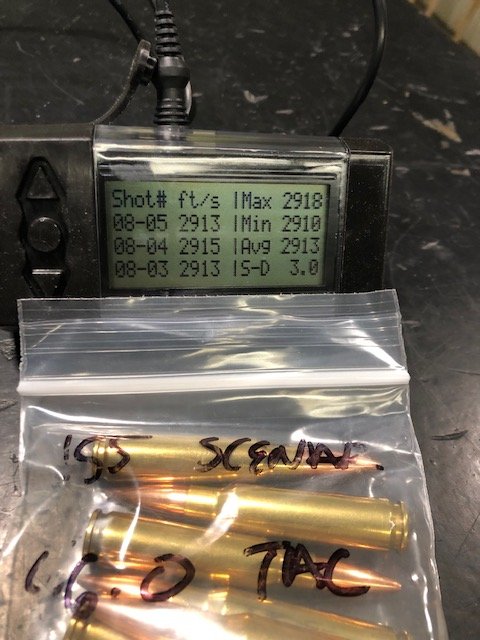 Shot# ft/s |Max 2918
08-05 2913 |Min 2910
08-04 2915 |Avg 2913
08-03 2913 |S-D 3.0
SCENAR
TAC